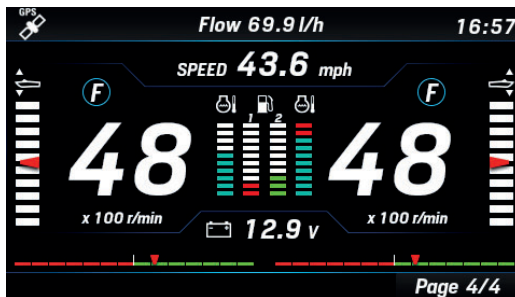 GPS
Flow 69.9 l/h
16:57
SPEED 43.6 mph
F
F
1 2
48
48
x 100 r/min
x 100 r/min
12.9 v
Page 4/4